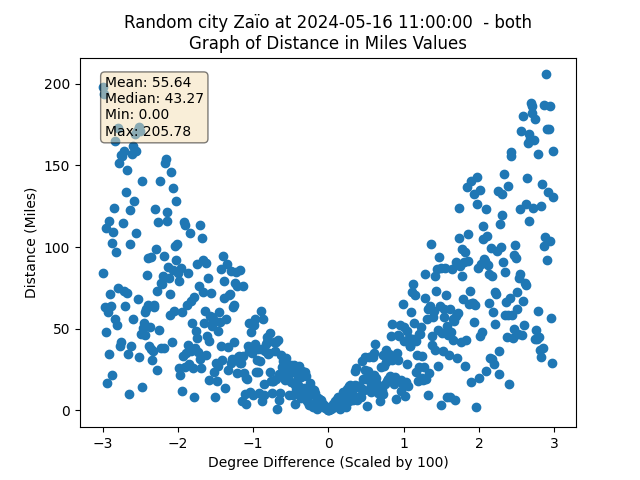 Random city Zaïo at 2024-05-16 11:00:00  - both
Graph of Distance in Miles Values
Mean: 55.64
Median: 43.27
Min: 0.00
Max: 205.78
Distance (Miles)
200
150
100
50
0
−3 −2 −1 0 1 2 3
Degree Difference (Scaled by 100)